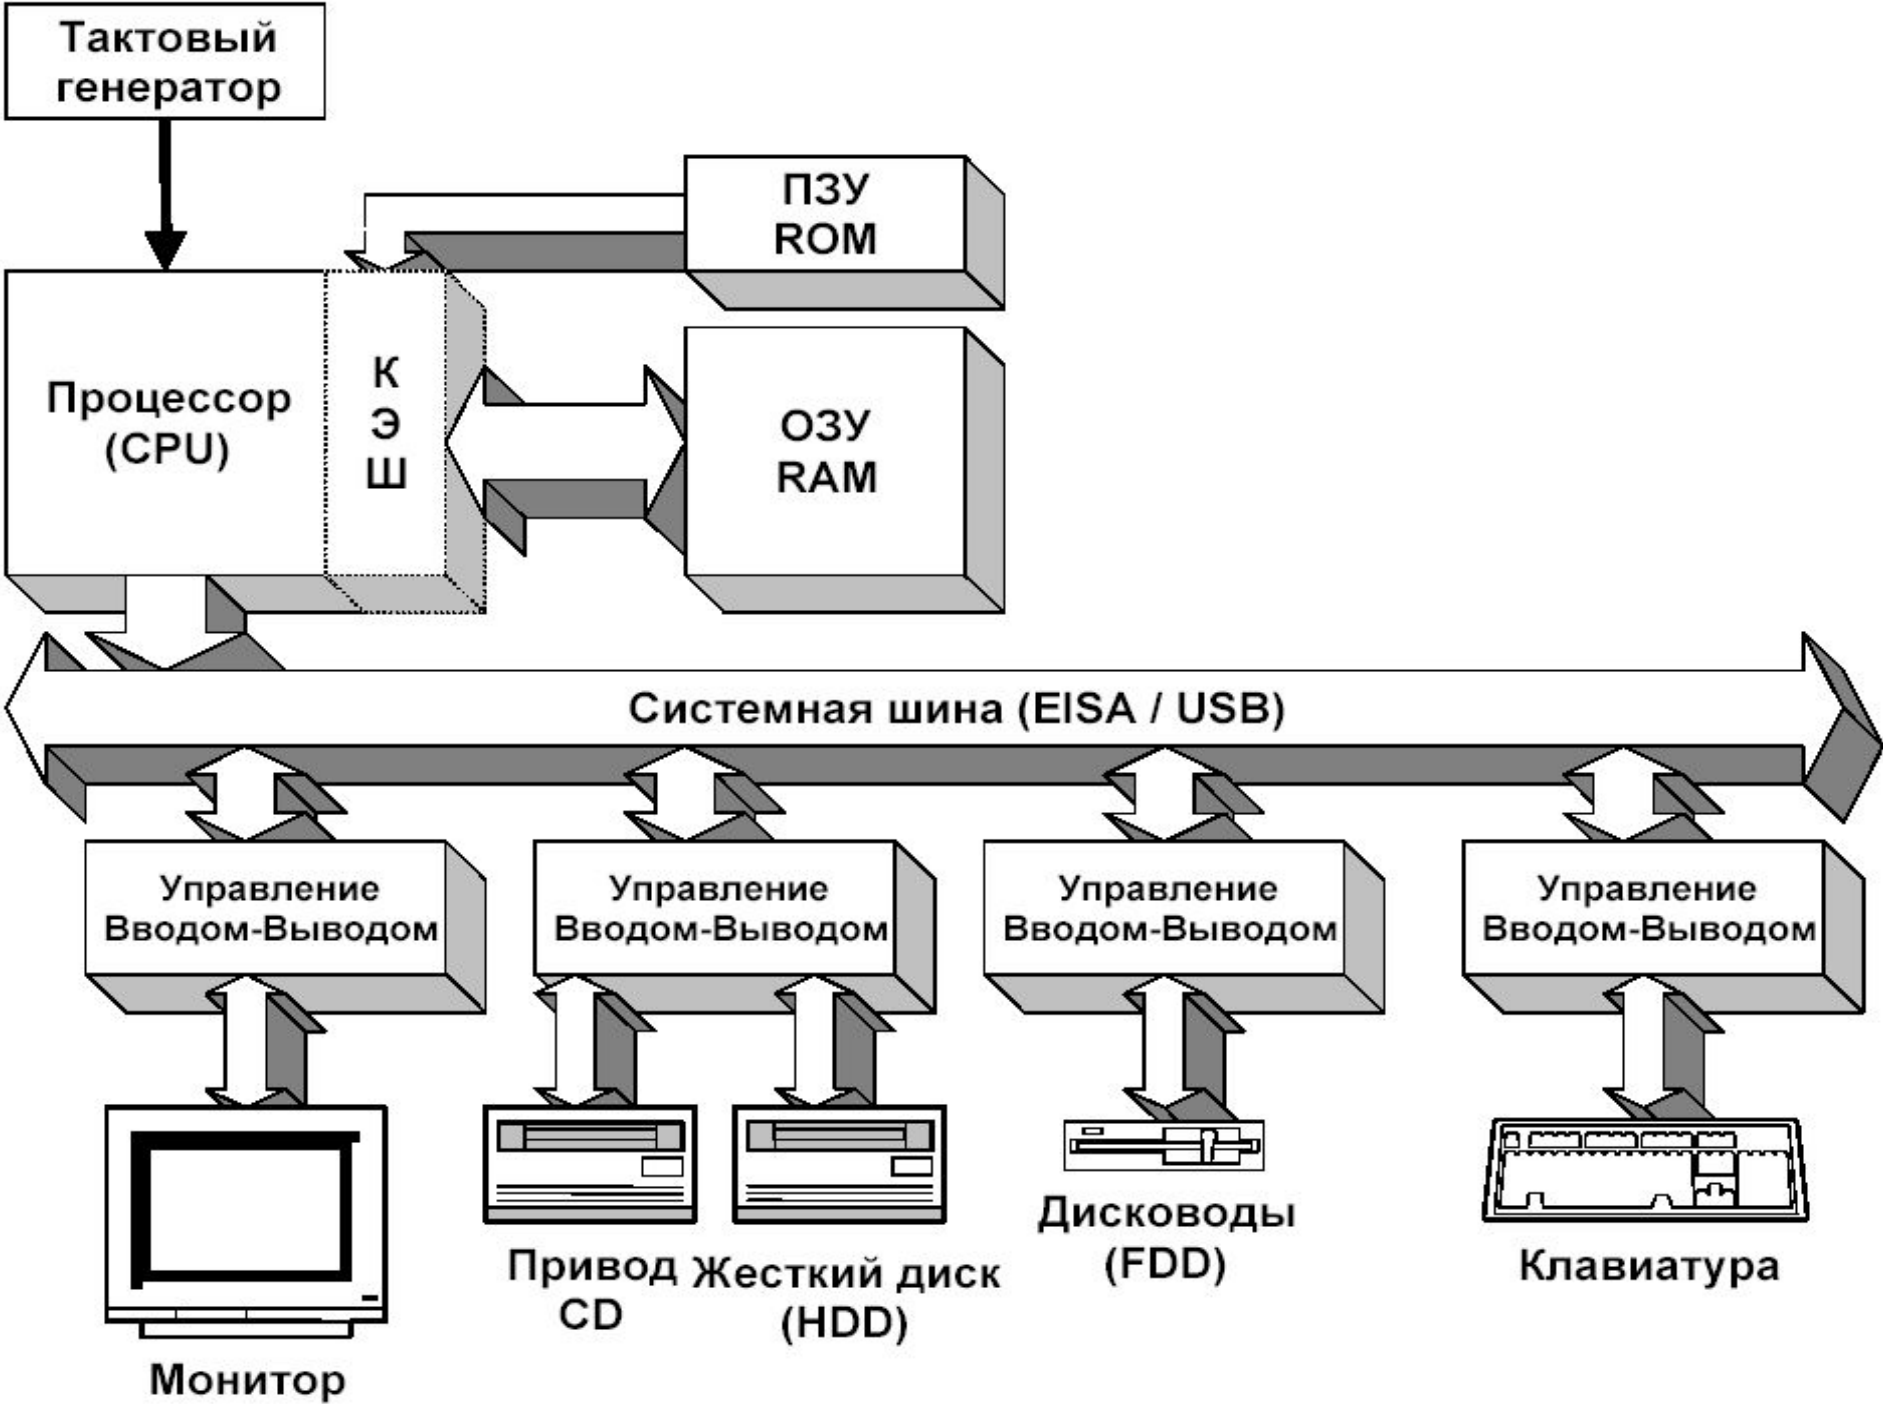 Тактовый
генератор
ПЗУ
ROM
Процессор
(CPU)
К
Э
Ш
ОЗУ
RAM
Системная шина (EISA / USB)
Управление
Вводом-Выводом
Управление
Вводом-Выводом
Управление
Вводом-Выводом
Управление
Вводом-Выводом
Монитор
Привод
CD
Жесткий диск
(HDD)
Дисководы
(FDD)
Клавиатура